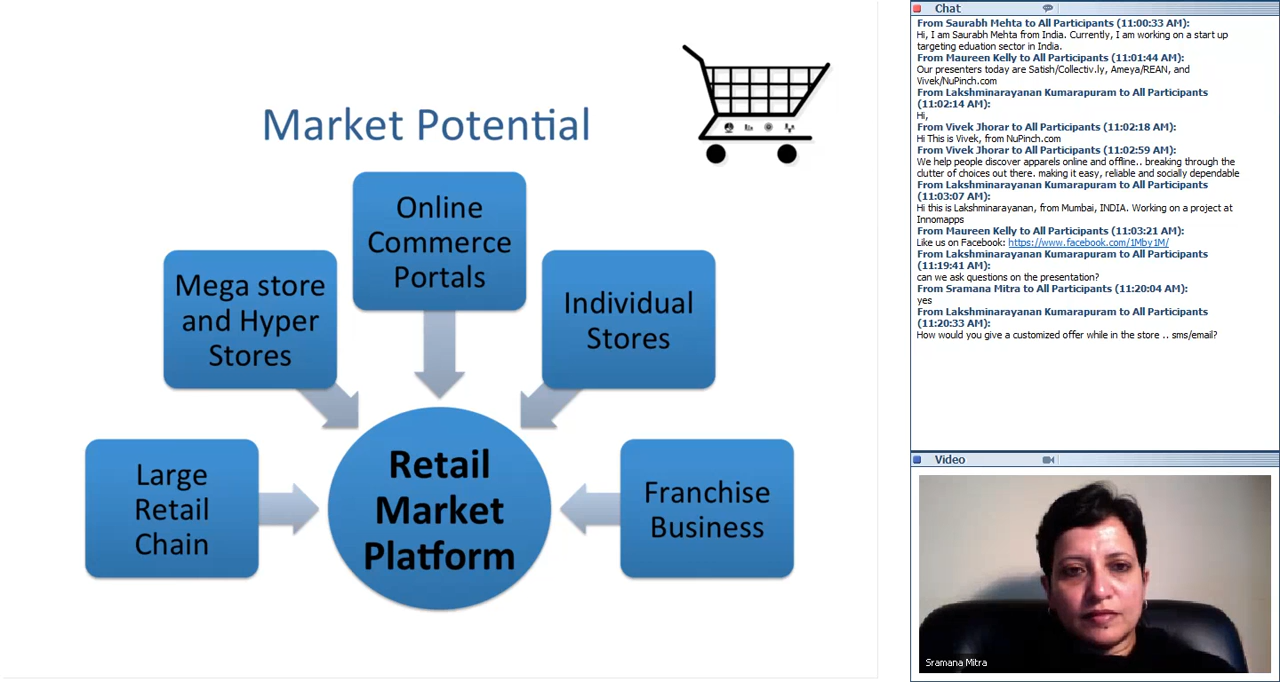 Market Potential
Online
Commerce
Portals
Mega store
and Hyper
Stores
Individual
Stores
Large
Retail
Chain
Retail
Market
Platform
Franchise
Business
Chat
From Saurabh Mehta to All Participants (11:00:33 AM):
Hi, I am Saurabh Mehta from India. Currently, I am working on a start up
targeting eduation sector in India.
From Maureen Kelly to All Participants (11:01:44 AM):
Our presenters today are Satish/Collectiv.ly, Ameya/REAN, and
Vivek/NuPinch.com
From Lakshminarayanan Kumarapuram to All Participants
(11:02:14 AM):
Hi,
From Vivek Jhorar to All Participants (11:02:18 AM):
Hi This is Vivek, from NuPinch.com
From Vivek Jhorar to All Participants (11:02:59 AM):
We help people discover apparels online and offline.. breaking through the
clutter of choices out there. making it easy, reliable and socially dependable
From Lakshminarayanan Kumarapuram to All Participants
(11:03:07 AM):
Hi this is Lakshminarayanan, from Mumbai, INDIA. Working on a project at
Innomapps
From Maureen Kelly to All Participants (11:03:21 AM):
Like us on Facebook: https://www.facebook.com/1Mby1M/
From Lakshminarayanan Kumarapuram to All Participants
(11:19:41 AM):
can we ask questions on the presentation?
From Sramana Mitra to All Participants (11:20:04 AM):
yes
From Lakshminarayanan Kumarapuram to All Participants
(11:20:33 AM):
How would you give a customized offer while in the store .. sms/email?
Video
Sramana Mitra